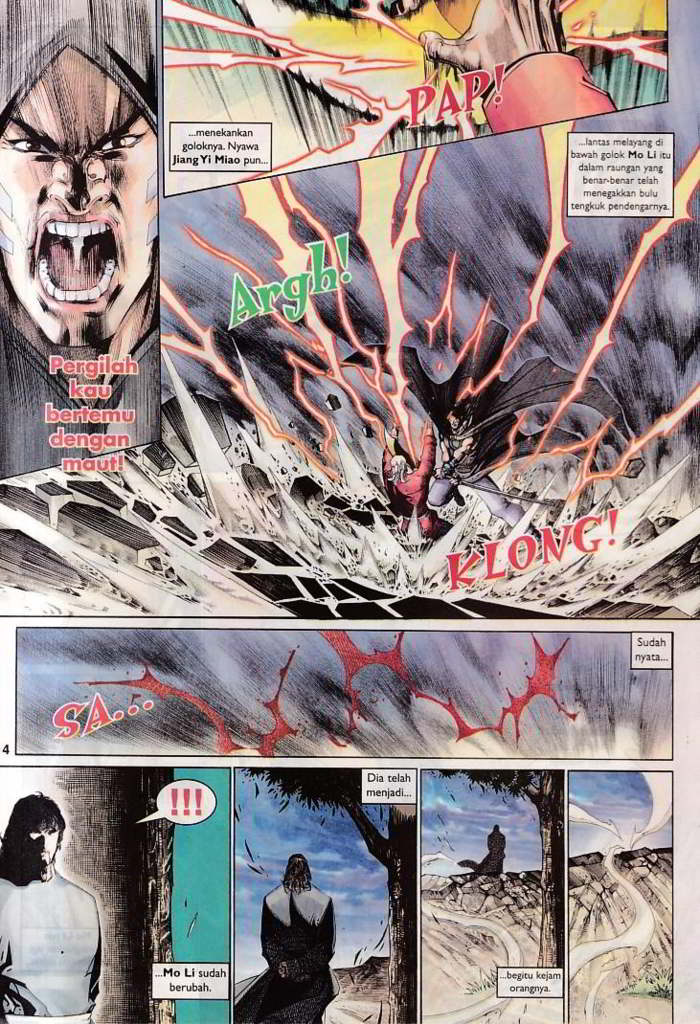 Pergilah
kau
bertemu
dengan
maut!
PAP!
...menekankan
goloknya. Nyawa
Jiang Yi Miao pun...
...lantas melayang di
bawah golok Mo Li itu
dalam raungan yang
benar-benar telah
menegakkan bulu
tengkuk pendengarnya.
Argh!
KLONG!
Sudah
nyata...
SA...
4
!!!
...Mo Li sudah
berubah.
Dia telah
menjadi...
...begitu kejam
orangnya.